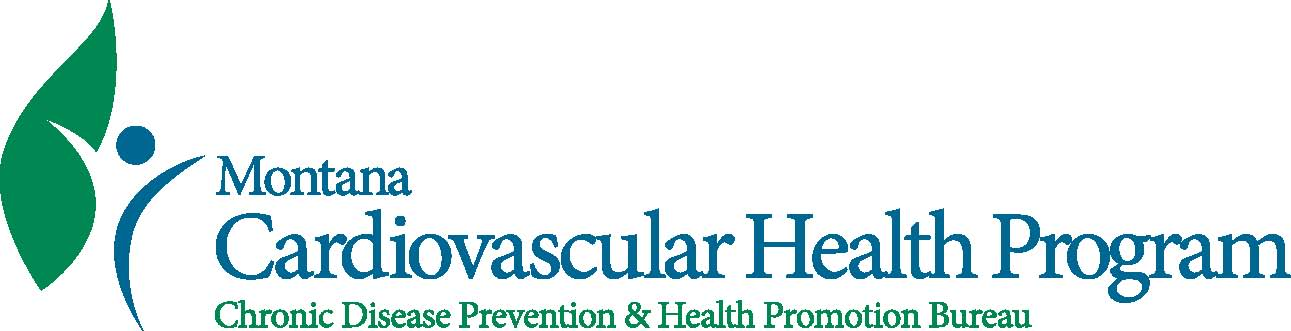 Montana
Cardiovascular Health Program
Chronic Disease Prevention & Health Promotion Bureau